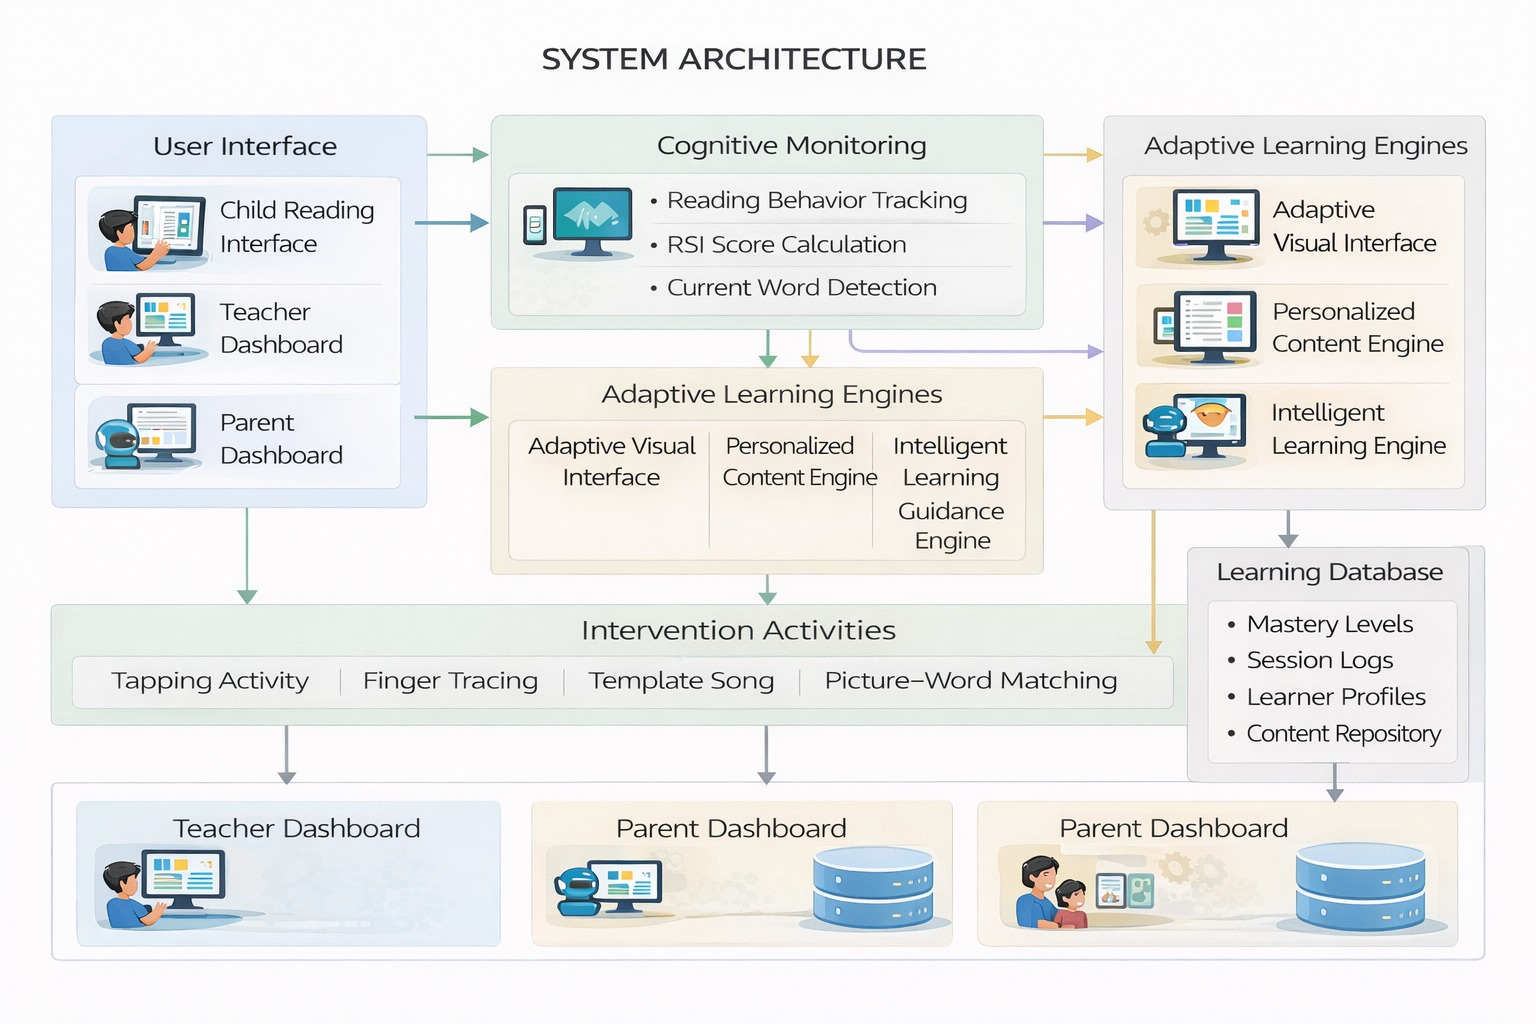 SYSTEM ARCHITECTURE
User Interface
Child Reading
Interface
Teacher
Dashboard
Parent
Dashboard
Cognitive Monitoring
• Reading Behavior Tracking
• RSI Score Calculation
• Current Word Detection
Adaptive Learning Engines
Adaptive Visual
Interface
Personalized
Content Engine
Intelligent
Learning
Guidance
Engine
Adaptive Learning Engines
Adaptive
Visual Interface
Personalized
Content Engine
Intelligent
Learning Engine
Learning Database
• Mastery Levels
• Session Logs
• Learner Profiles
• Content Repository
Intervention Activities
Tapping Activity
Finger Tracing
Template Song
Picture–Word Matching
Teacher Dashboard
Parent Dashboard
Parent Dashboard